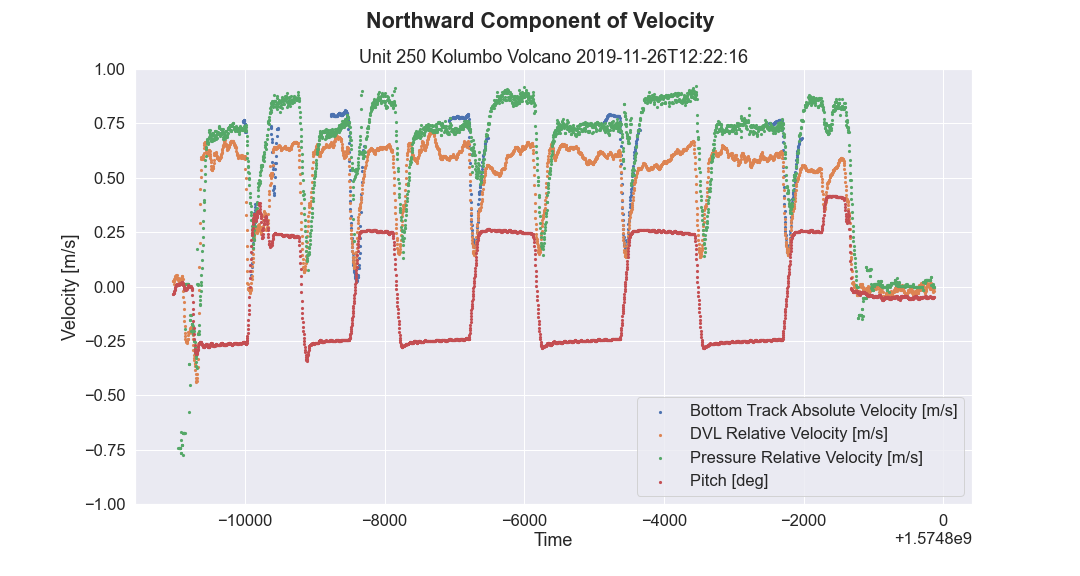 Northward Component of Velocity
Unit 250 Kolumbo Volcano 2019-11-26T12:22:16
1.00
0.75
0.50
0.25
0.00
−0.25
−0.50
−0.75
−1.00
Velocity [m/s]
Bottom Track Absolute Velocity [m/s]
DVL Relative Velocity [m/s]
Pressure Relative Velocity [m/s]
Pitch [deg]
−10000 −8000 −6000 −4000 −2000 0
Time
+1.5748e9